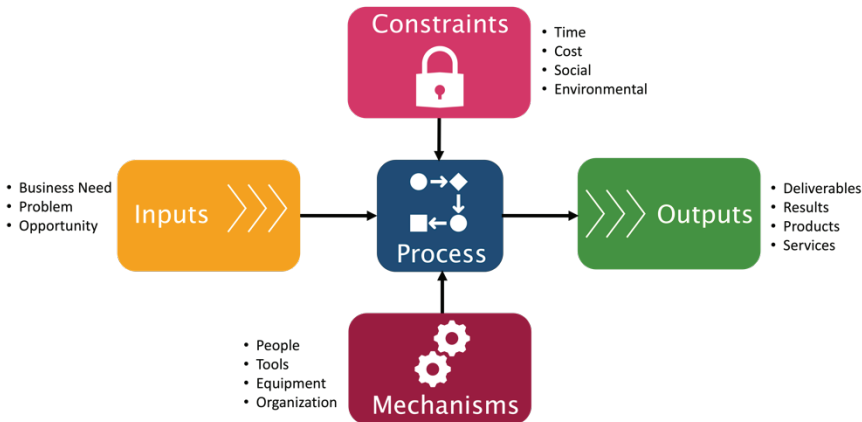 Constraints
• Time
• Cost
• Social
• Environmental
• Business Need
• Problem
• Opportunity
Inputs
Process
Outputs
• Deliverables
• Results
• Products
• Services
• People
• Tools
• Equipment
• Organization
Mechanisms